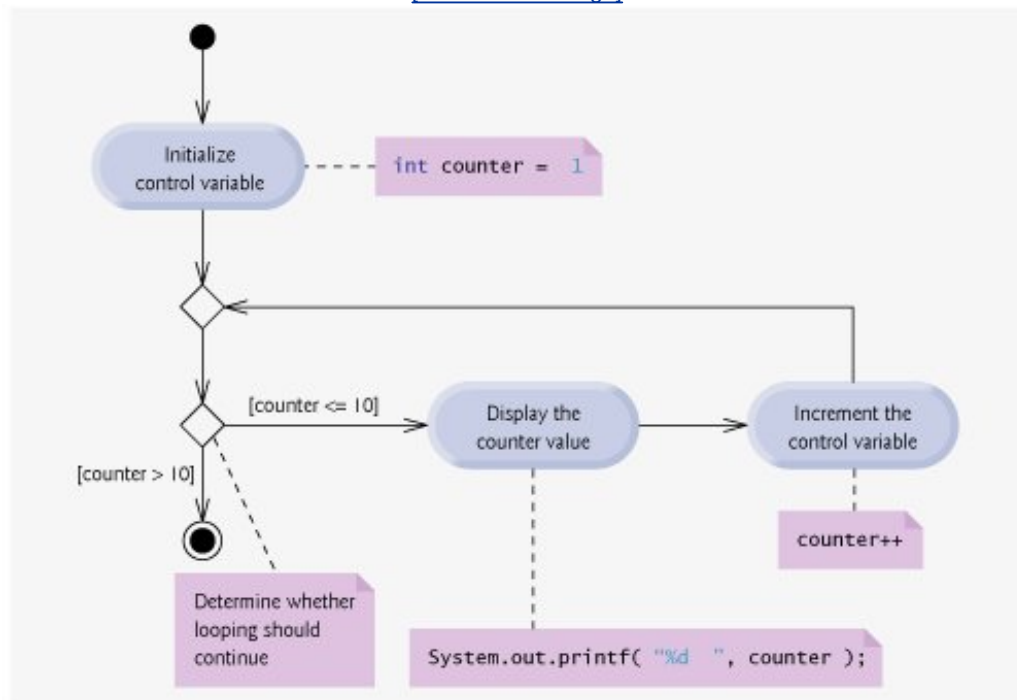 Initialize
control variable
int counter = 1
[counter <= 10]
Display the
counter value
Increment the
control variable
[counter > 10]
counter++
Determine whether
looping should
continue
System.out.printf( "%d  ", counter );